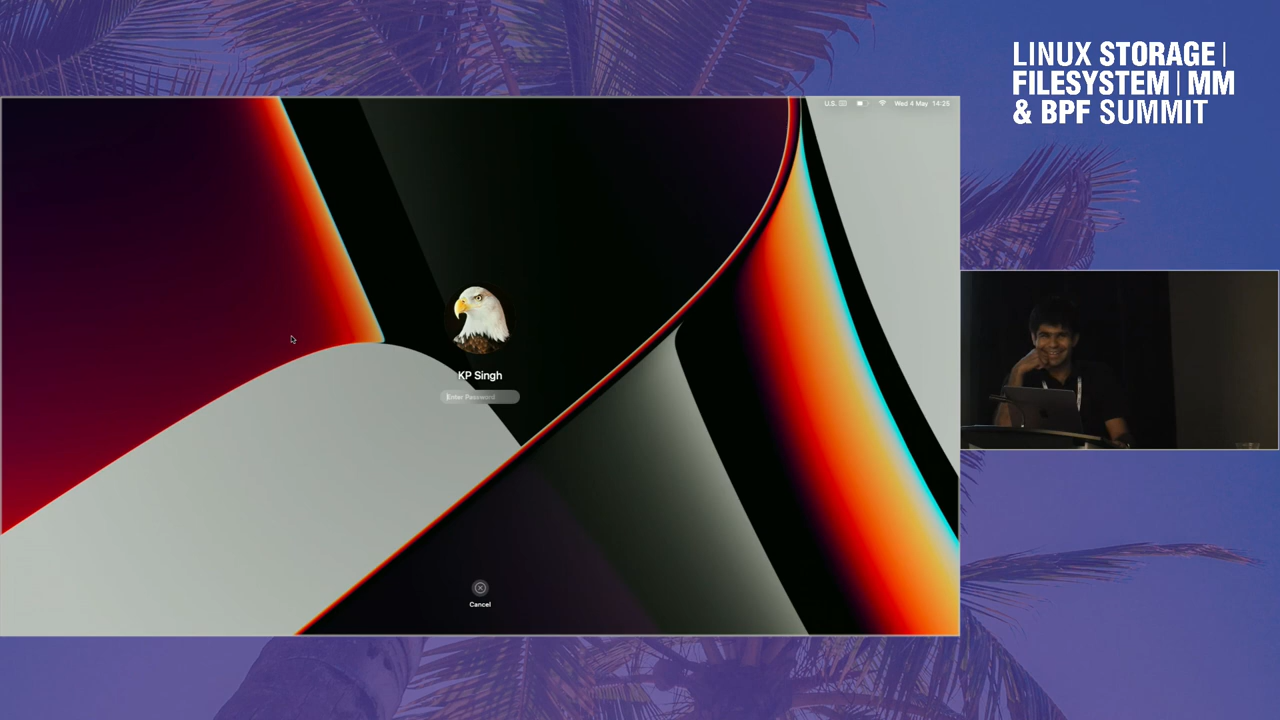 LINUX STORAGE |
FILESYSTEM | MM
& BPF SUMMIT
U.S.
Wed 4 May 14:25
KP Singh
Enter Password
Cancel